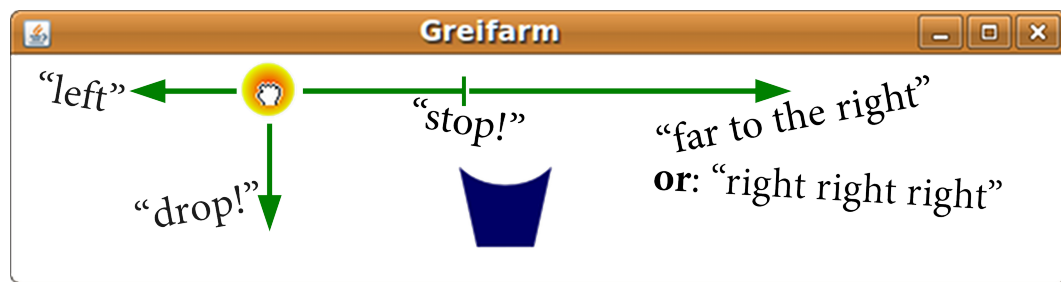 Greifarm
“left”
“stop!”
“far to the right”
or: “right right right”
“drop!”